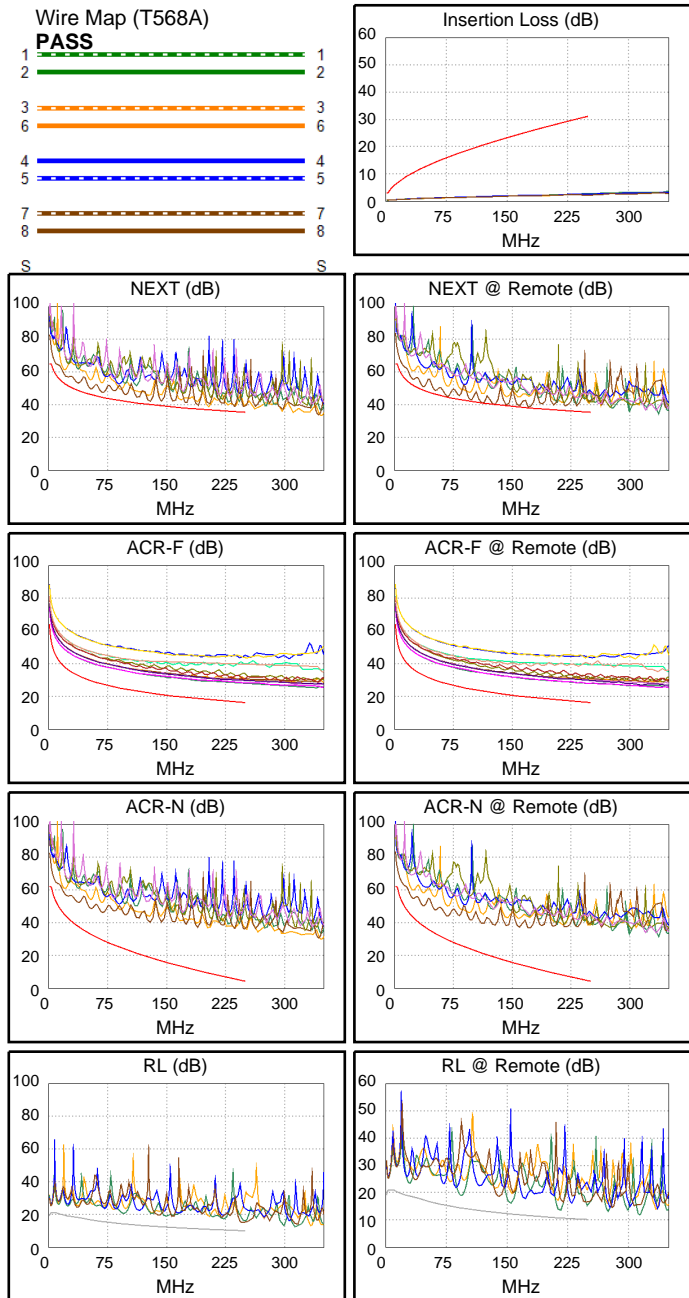 Wire Map (T568A)
PASS
1 1
2 2
3 3
6 6
4 4
5 5
7 7
8 8
S S
Insertion Loss (dB)
60
50
40
30
20
10
0
0 75 150 225 300
MHz
NEXT (dB)
100
80
60
40
20
0
0 75 150 225 300
MHz
NEXT @ Remote (dB)
100
80
60
40
20
0
0 75 150 225 300
MHz
ACR-F (dB)
100
80
60
40
20
0
0 75 150 225 300
MHz
ACR-F @ Remote (dB)
100
80
60
40
20
0
0 75 150 225 300
MHz
ACR-N (dB)
100
80
60
40
20
0
0 75 150 225 300
MHz
ACR-N @ Remote (dB)
100
80
60
40
20
0
0 75 150 225 300
MHz
RL (dB)
100
80
60
40
20
0
0 75 150 225 300
MHz
RL @ Remote (dB)
60
50
40
30
20
10
0
0 75 150 225 300
MHz